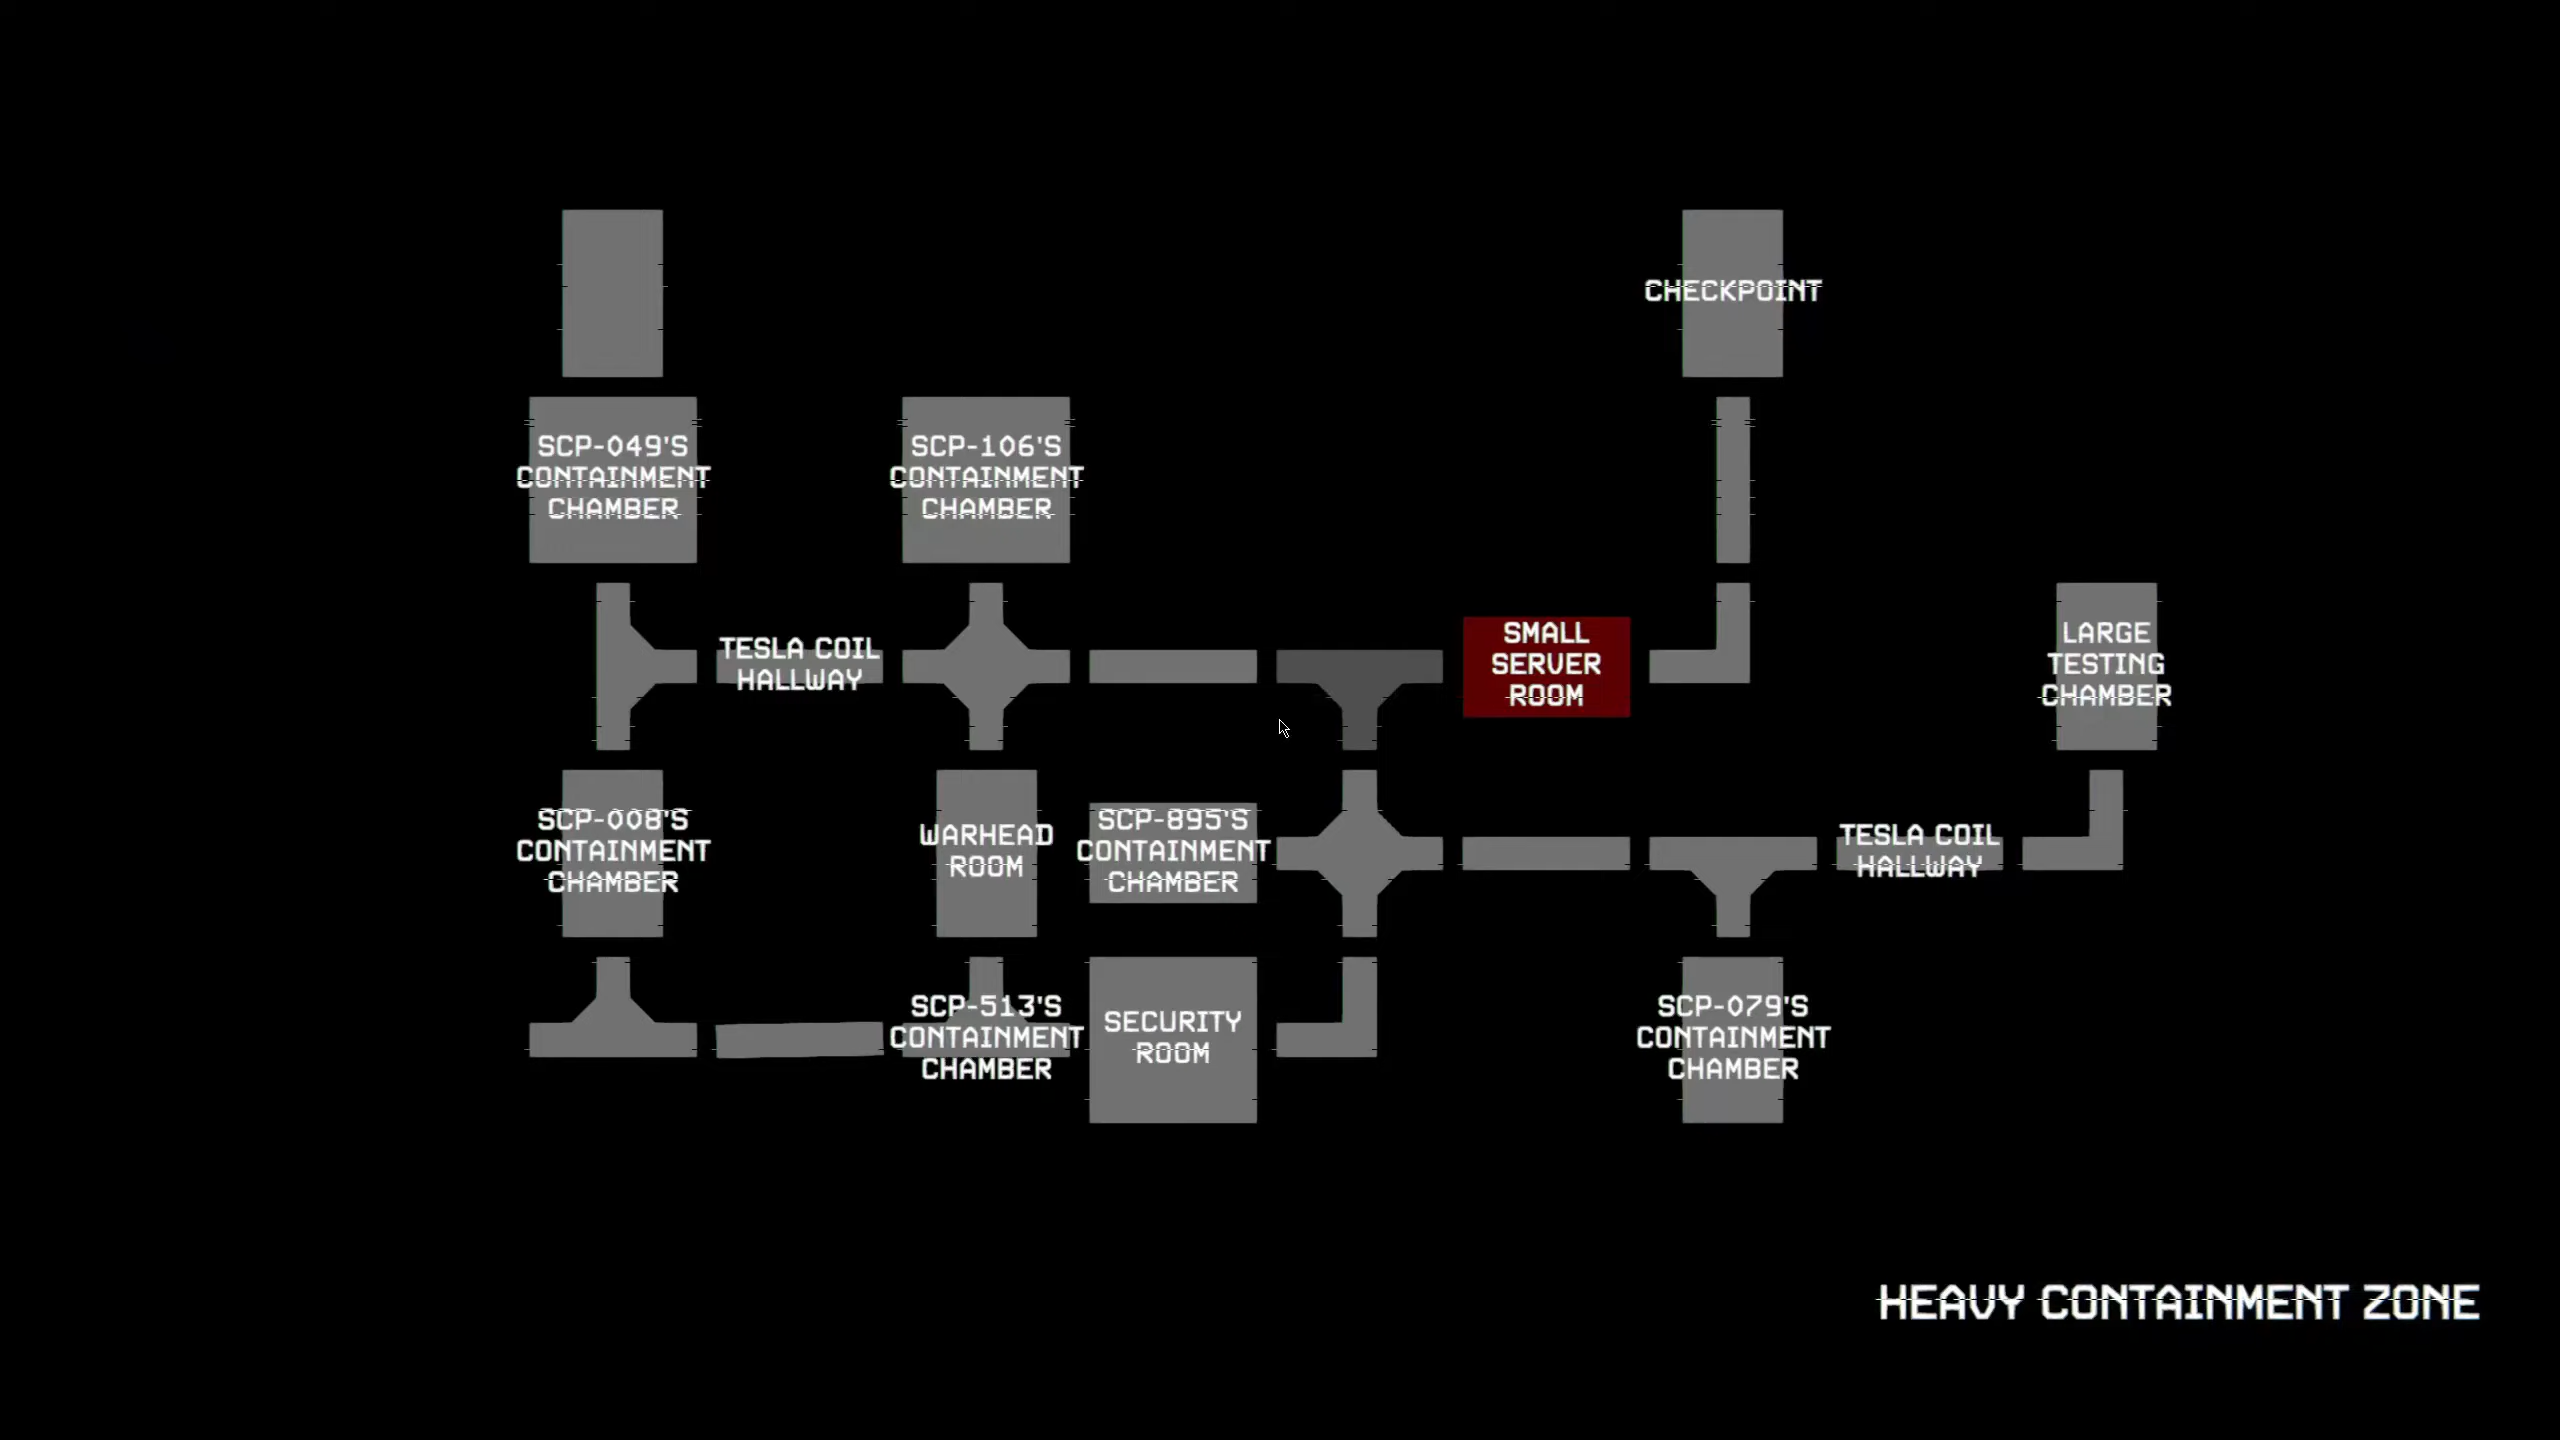 CHECKPOINT
SCP-049'S
CONTAINMENT
CHAMBER
SCP-106'S
CONTAINMENT
CHAMBER
TESLA COIL
HALLWAY
SMALL
SERVER
ROOM
LARGE
TESTING
CHAMBER
SCP-008'S
CONTAINMENT
CHAMBER
WARHEAD
ROOM
SCP-895'S
CONTAINMENT
CHAMBER
TESLA COIL
HALLWAY
SCP-513'S
CONTAINMENT
CHAMBER
SECURITY
ROOM
SCP-079'S
CONTAINMENT
CHAMBER
HEAVY CONTAINMENT ZONE